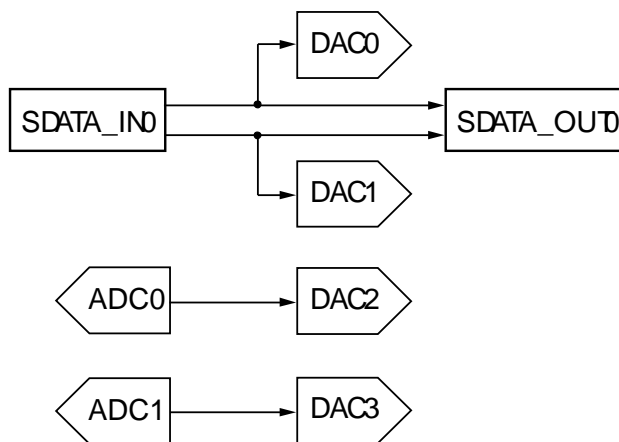 DAC0
SDATA_IN0
SDATA_OUT0
DAC1
ADC0
DAC2
ADC1
DAC3